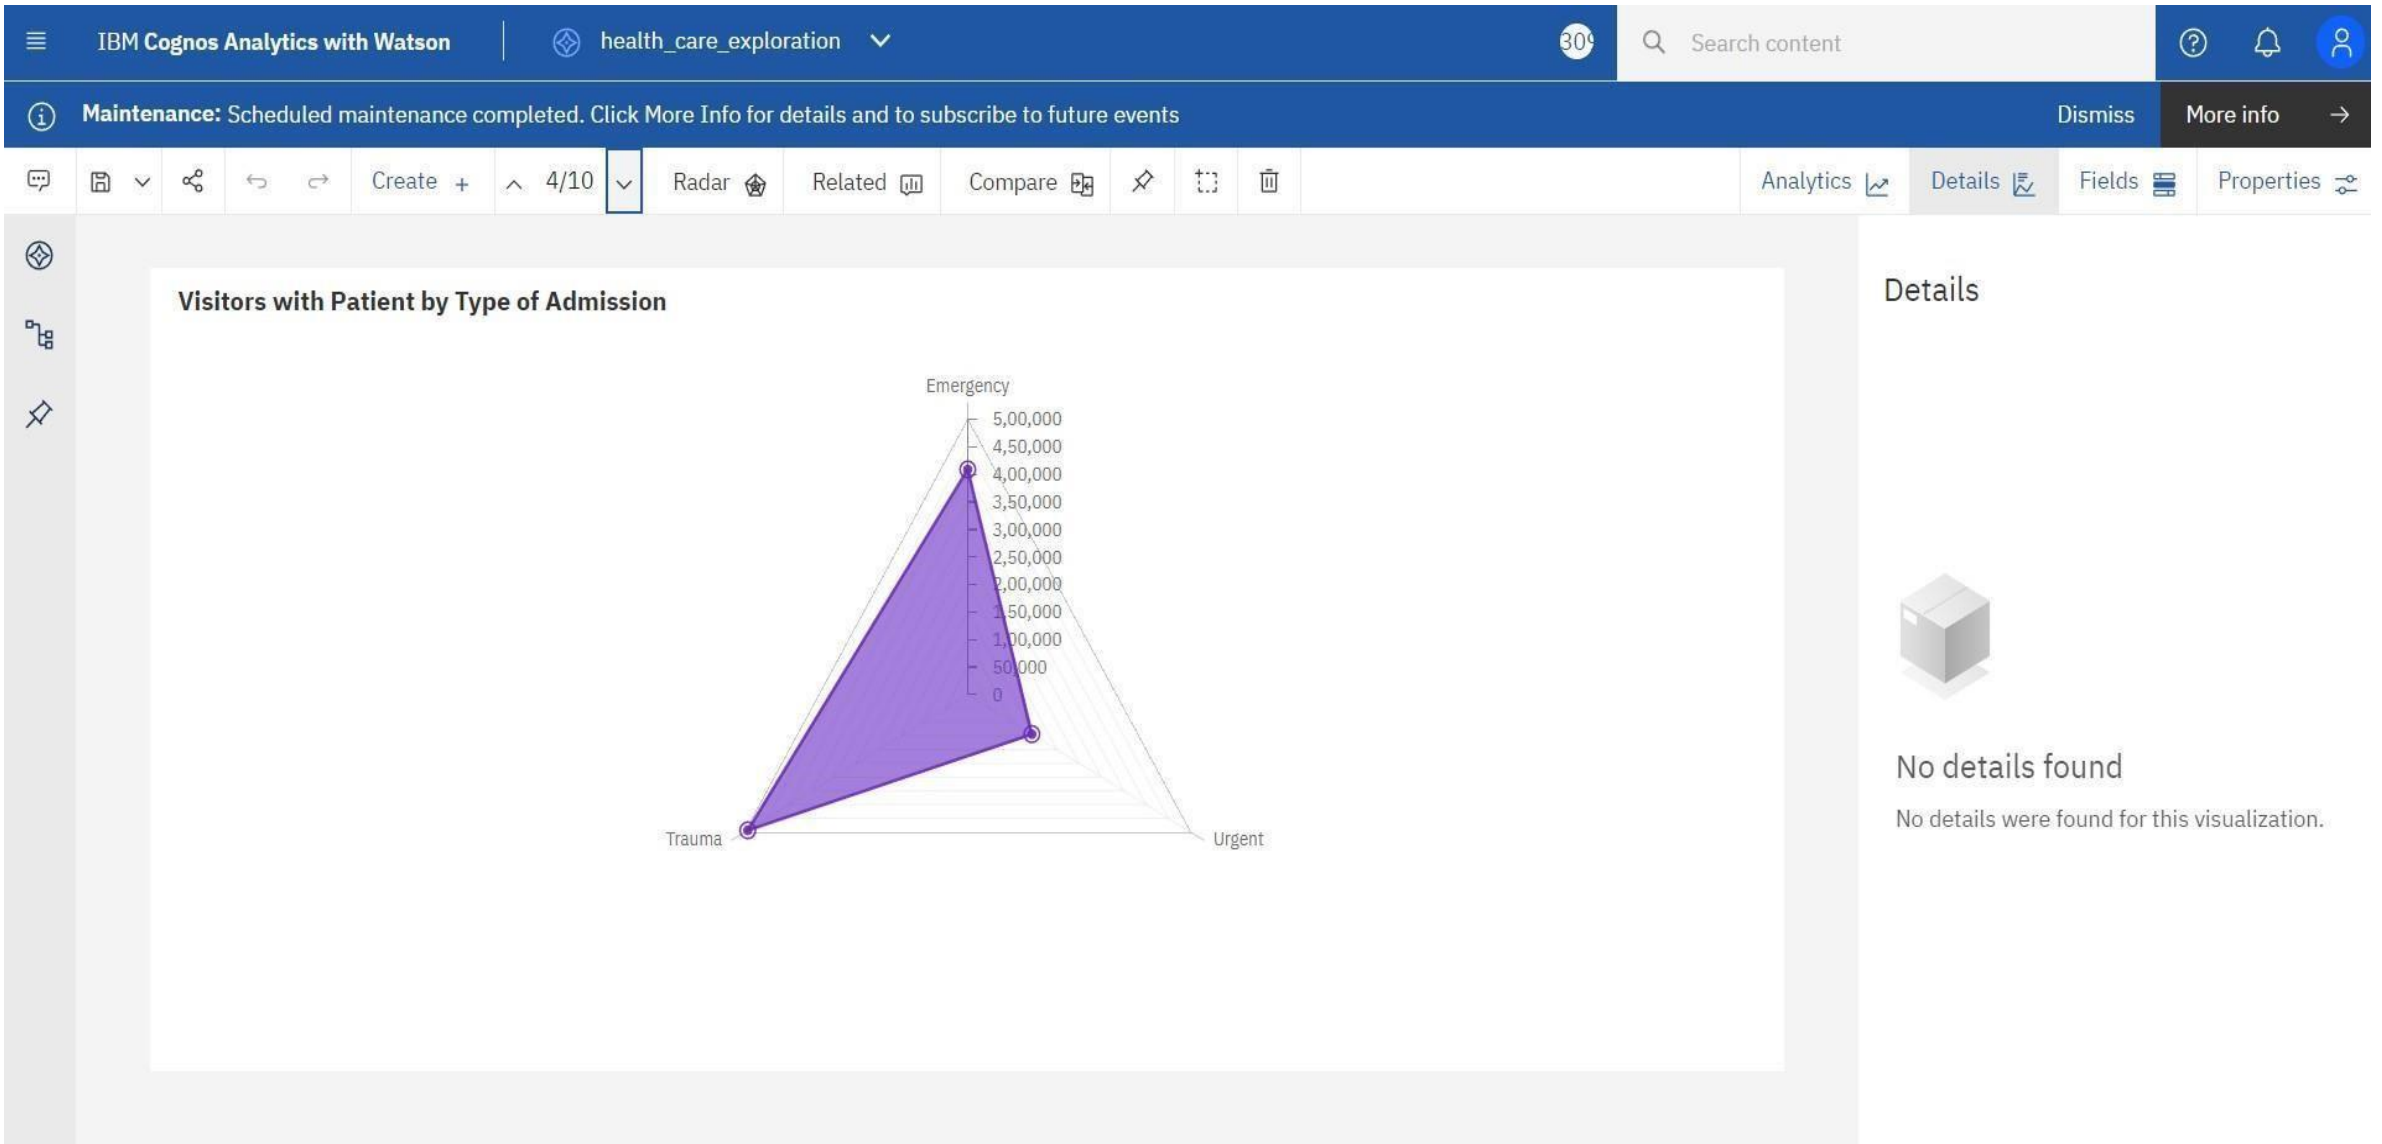 IBM Cognos Analytics with Watson
health_care_exploration
Search content
Maintenance: Scheduled maintenance completed. Click More Info for details and to subscribe to future events
Dismiss
More info
Create
4/10
Radar
Related
Compare
Analytics
Details
Fields
Properties
Visitors with Patient by Type of Admission
Emergency
5,00,000
4,50,000
4,00,000
3,50,000
3,00,000
2,50,000
2,00,000
1,50,000
1,00,000
50,000
0
Trauma
Urgent
Details
No details found
No details were found for this visualization.